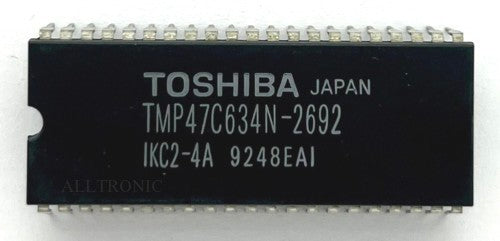 TOSHIBA JAPAN
TMP47C634N-2692
IKC2-4A 9248EAI
ALLTRONIC